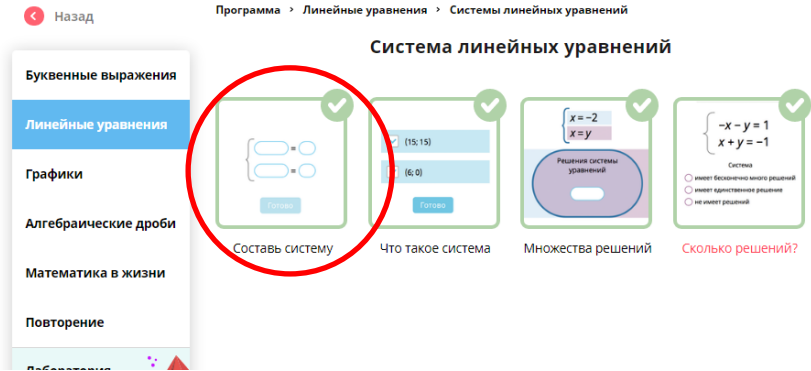 Назад
Программа > Линейные уравнения > Системы линейных уравнений
Система линейных уравнений
Буквенные выражения
Линейные уравнения
Графики
Алгебраические дроби
Математика в жизни
Повторение
Лаборатория
=
=
Готово
Составь систему
(15; 15)
(6; 0)
Готово
Что такое система
x = −2
x = y
Решения системы
уравнений
Множества решений
−x − y = 1
x + y = −1
Система
имеет бесконечно много решений
имеет единственное решение
не имеет решений
Сколько решений?